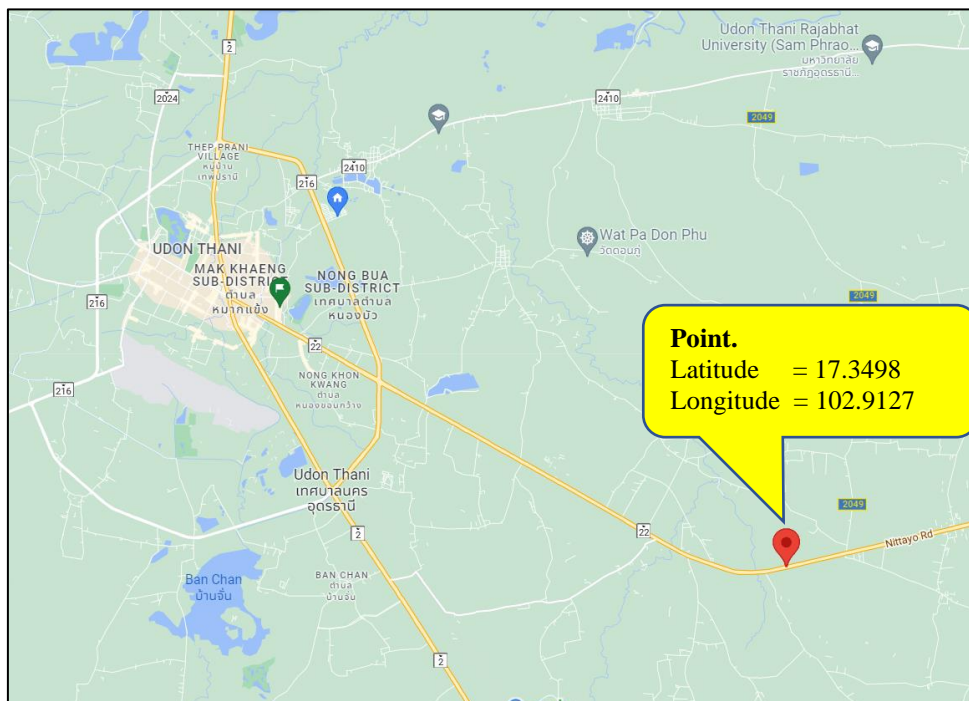 Udon Thani Rajabhat
University (Sam Phrao...
มหาวิทยาลัย
ราชภัฏอุดรธานี...
2
2024
2410
2049
THEP PRANI
VILLAGE
หมู่บ้าน
เทพปรานี
2410
216
Wat Pa Don Phu
วัดดอนภู่
UDON THANI
MAK KHAENG
SUB-DISTRICT
ตำบล
หมากแข้ง
NONG BUA
SUB-DISTRICT
เทศบาลตำบล
หนองบัว
216
2049
22
NONG KHON
KWANG
ตำบล
หนองขอนกว้าง
216
Point.
Latitude = 17.3498
Longitude = 102.9127
Udon Thani
เทศบาลนคร
อุดรธานี
2
22
2049
Nittayo Rd
Ban Chan
บ้านจั่น
BAN CHAN
ตำบล
บ้านจั่น
2